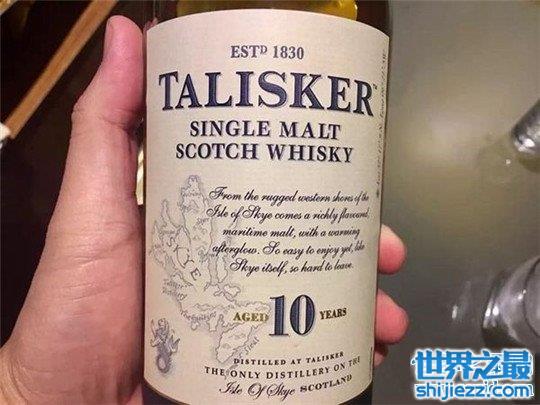 ESTD 1830
TALISKER
SINGLE MALT
SCOTCH WHISKY
From the rugged western shores of the
Isle of Skye comes a richly flavoured,
maritime malt, with a warming
afterglow. So easy to enjoy yet, like
Skye itself, so hard to leave.
SKYE
AGED 10 YEARS
DISTILLED AT TALISKER
THE ONLY DISTILLERY ON THE
Isle Of Skye SCOTLAND
世界之最
shijiezz.com